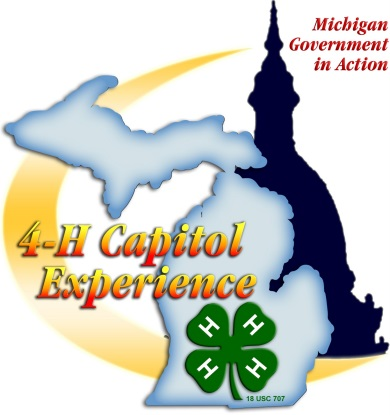 Michigan
Government
in Action
4-H Capitol
Experience
H H
H H
18 USC 707